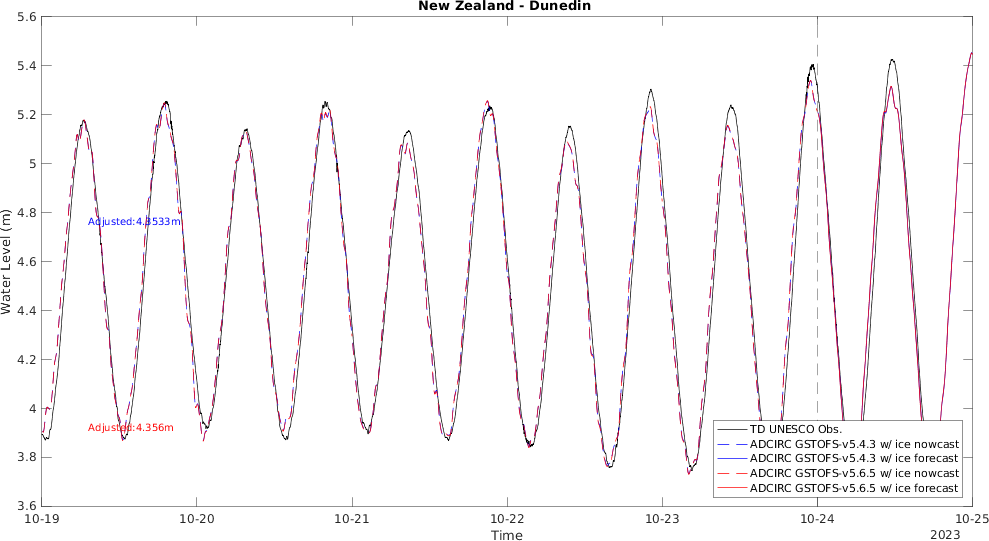 New Zealand - Dunedin
5.6
5.4
5.2
5
4.8
4.6
4.4
4.2
4
3.8
3.6
Water Level (m)
Adjusted:4.3533m
Adjusted:4.356m
TD UNESCO Obs.
ADCIRC GSTOFS-v5.4.3 w/ ice nowcast
ADCIRC GSTOFS-v5.4.3 w/ ice forecast
ADCIRC GSTOFS-v5.6.5 w/ ice nowcast
ADCIRC GSTOFS-v5.6.5 w/ ice forecast
10-19 10-20 10-21 10-22 10-23 10-24 10-25
Time
2023